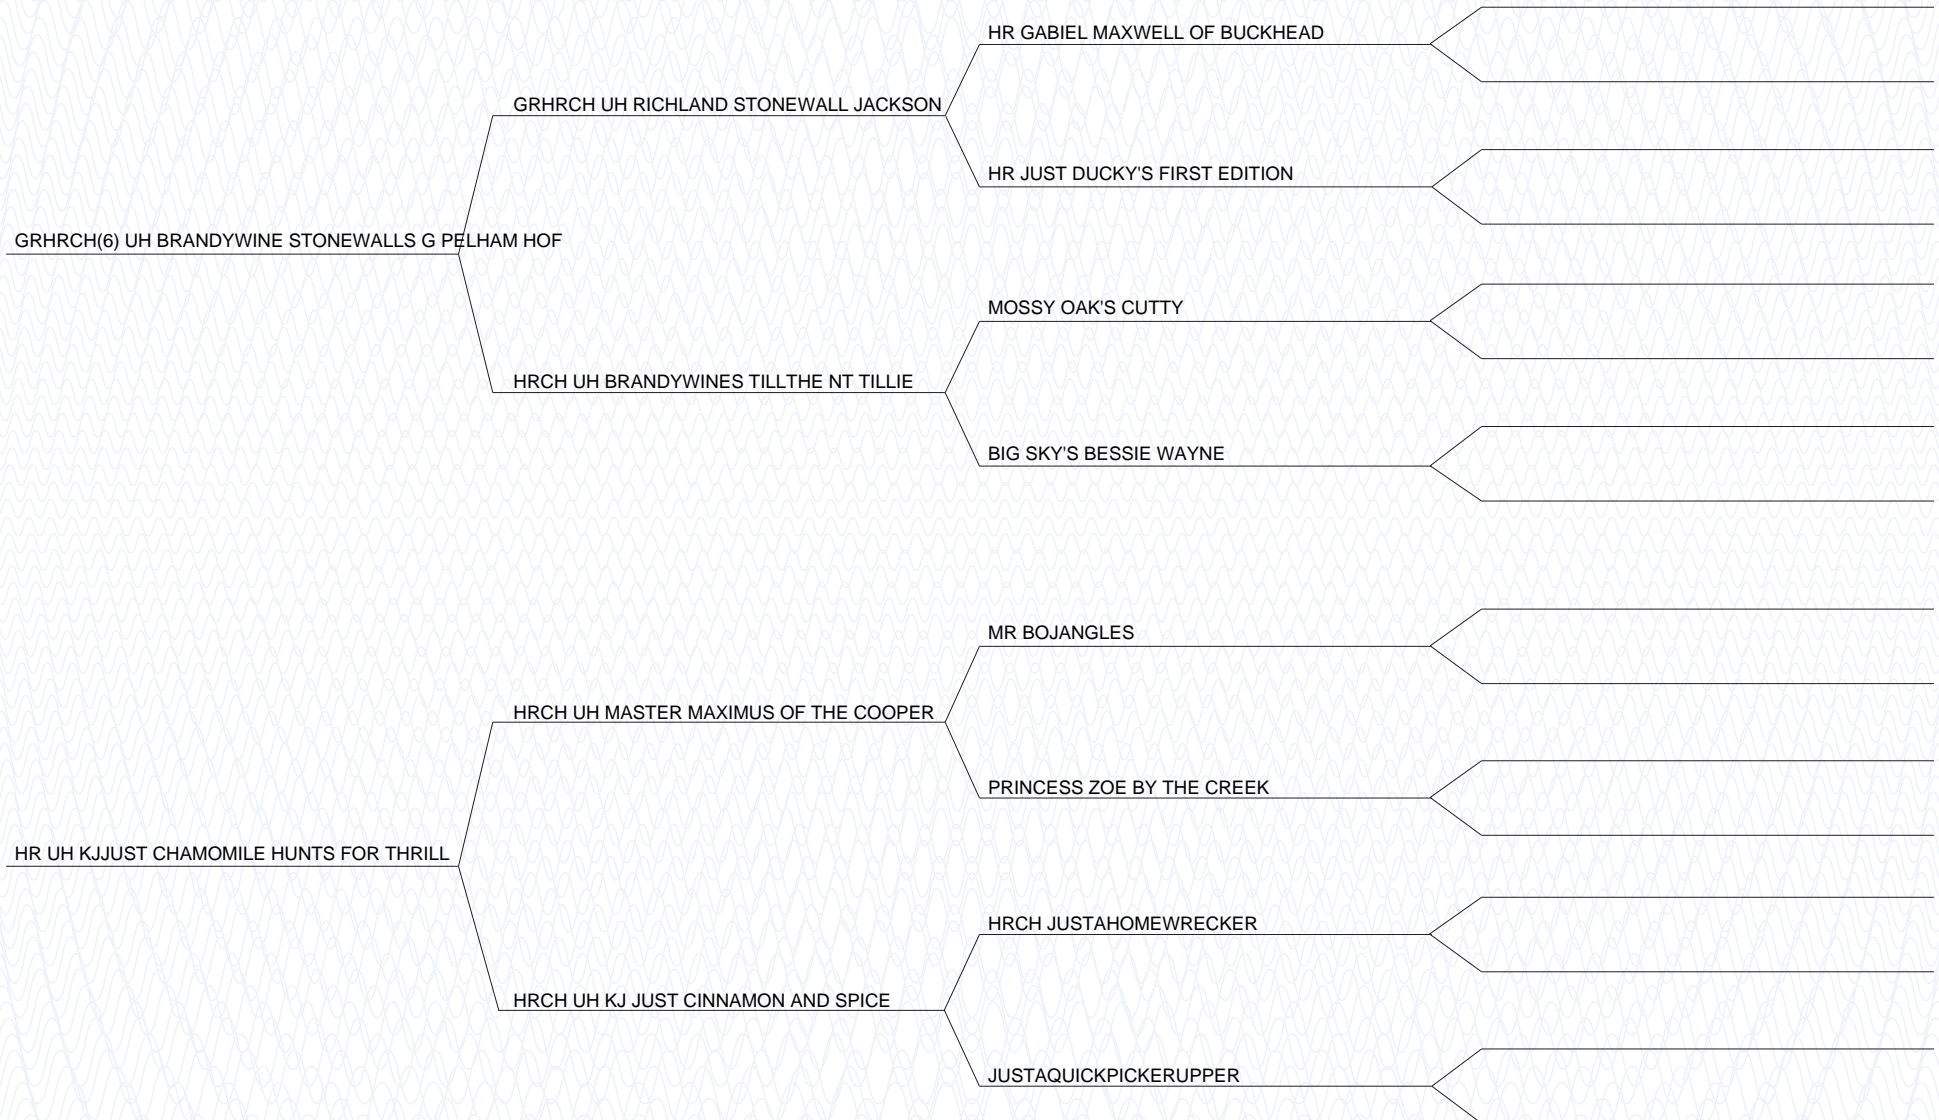 HR GABIEL MAXWELL OF BUCKHEAD
GRHRCH UH RICHLAND STONEWALL JACKSON
HR JUST DUCKY'S FIRST EDITION
GRHRCH(6) UH BRANDYWINE STONEWALLS G PELHAM HOF
MOSSY OAK'S CUTTY
HRCH UH BRANDYWINES TILLTHE NT TILLIE
BIG SKY'S BESSIE WAYNE
MR BOJANGLES
HRCH UH MASTER MAXIMUS OF THE COOPER
PRINCESS ZOE BY THE CREEK
HR UH KJJUST CHAMOMILE HUNTS FOR THRILL
HRCH JUSTAHOMEWRECKER
HRCH UH KJ JUST CINNAMON AND SPICE
JUSTAQUICKPICKERUPPER